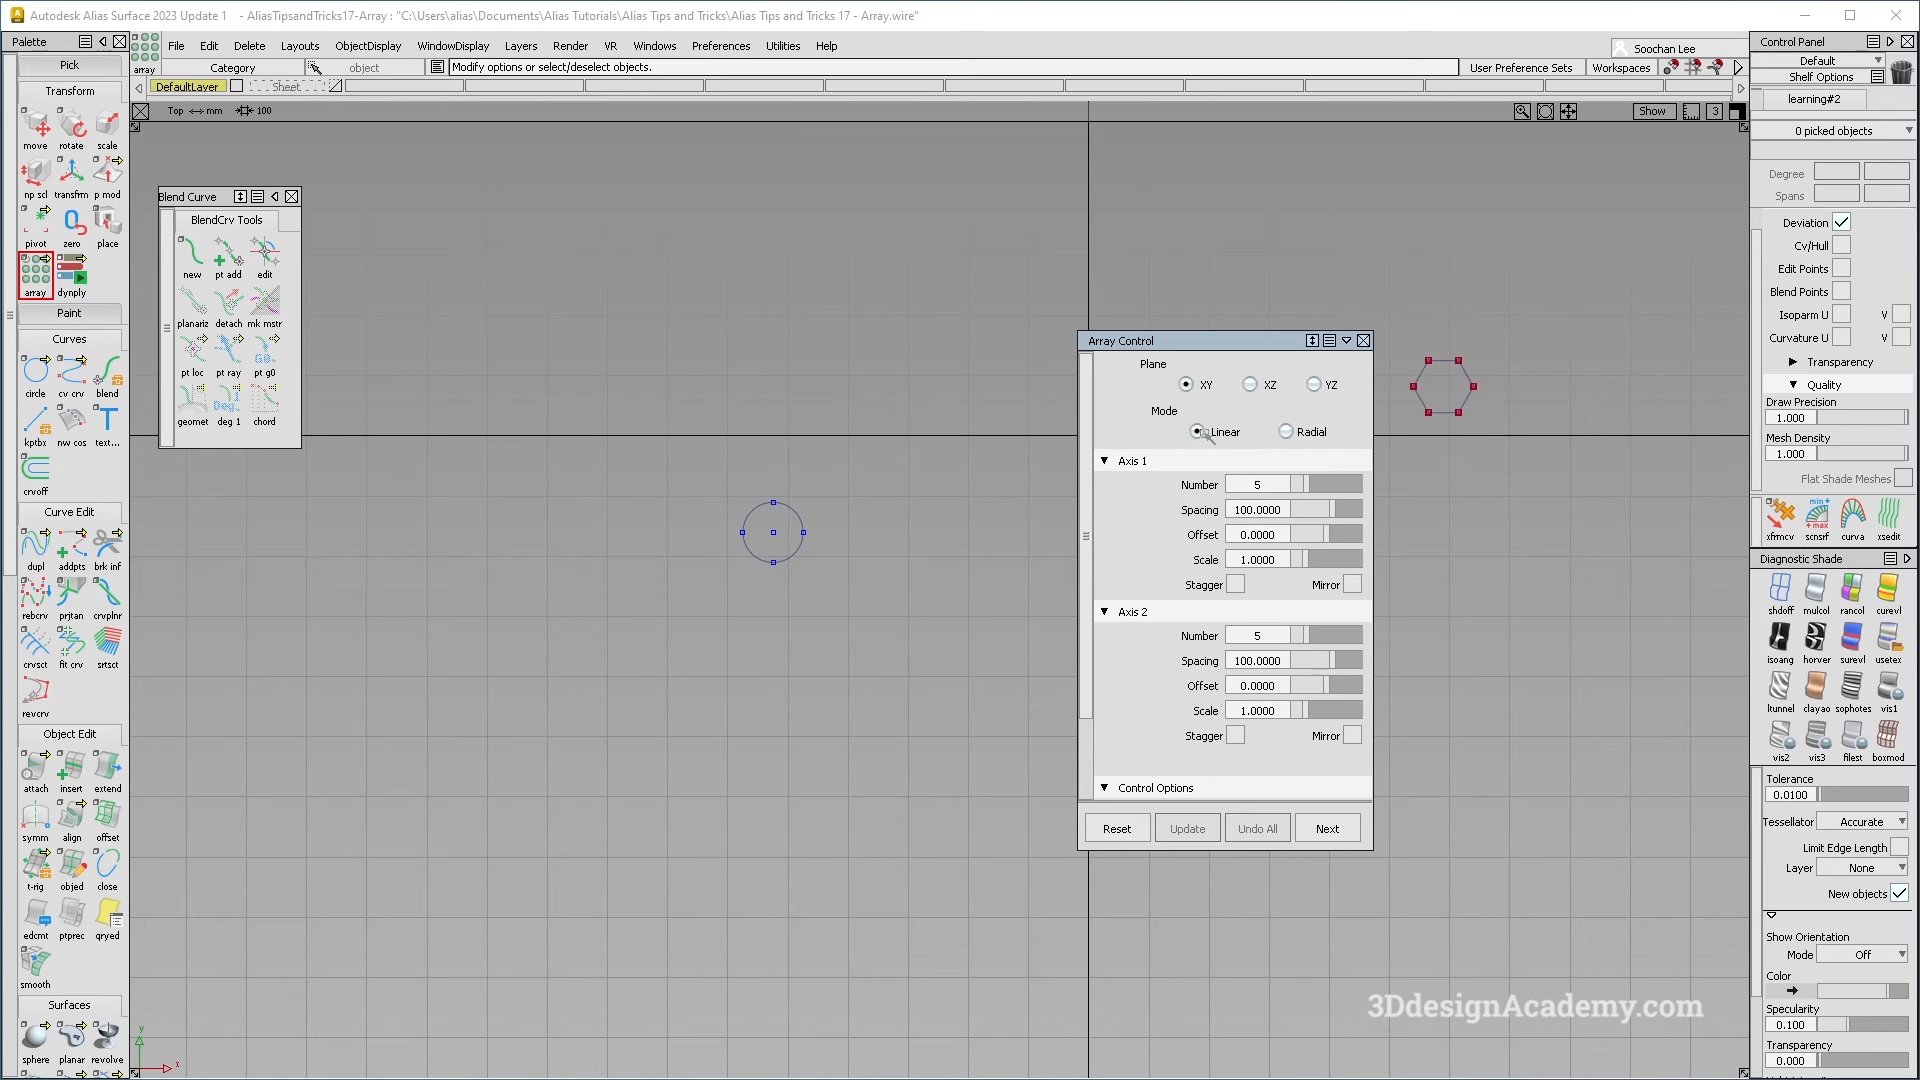 Autodesk Alias Surface 2023 Update 1 - AliasTipsandTricks17-Array : "C:\Users\alias\Documents\Alias Tutorials\Alias Tips and Tricks\Alias Tips and Tricks 17 - Array.wire"
Palette
Pick
Transform
move rotate scale
np scl transfrm p mod
pivot zero place
array dynply
Paint
Curves
circle cv crv blend
kptbx nw cos text...
crvoff
Curve Edit
dupl addpts brk inf
rebcrv prjtan crvplnr
crvsct fit crv srtsct
revcrv
Object Edit
attach insert extend
symm align offset
t-rig objed close
edcmt ptprec qryed
smooth
Surfaces
sphere planar revolve
array
File Edit Delete Layouts ObjectDisplay WindowDisplay Layers Render VR Windows Preferences Utilities Help
Soochan Lee
Category object Modify options or select/deselect objects. User Preference Sets Workspaces
DefaultLayer Sheet
Top mm 100 Show 3
Blend Curve
BlendCrv Tools
new pt add edit
planariz detach mk mstr
pt loc pt ray pt g0
geomet deg 1 chord
Array Control
Plane
XY XZ YZ
Mode
Linear Radial
Axis 1
Number 5
Spacing 100.0000
Offset 0.0000
Scale 1.0000
Stagger Mirror
Axis 2
Number 5
Spacing 100.0000
Offset 0.0000
Scale 1.0000
Stagger Mirror
Control Options
Reset Update Undo All Next
y
x
3DdesignAcademy.com
Control Panel
Default
Shelf Options
learning#2
0 picked objects
Degree
Spans
Deviation
Cv/Hull
Edit Points
Blend Points
Isoparm U V
Curvature U V
Transparency
Quality
Draw Precision
1.000
Mesh Density
1.000
Flat Shade Meshes
xfrmcv scnsrf curva xsedit
Diagnostic Shade
shdoff mulcol rancol curevl
isoang horver surevl usetex
ltunnel clayao sophotes vis1
vis2 vis3 filest boxmod
Tolerance
0.0100
Tessellator Accurate
Limit Edge Length
Layer None
New objects
Show Orientation
Mode Off
Color
Specularity
0.100
Transparency
0.000